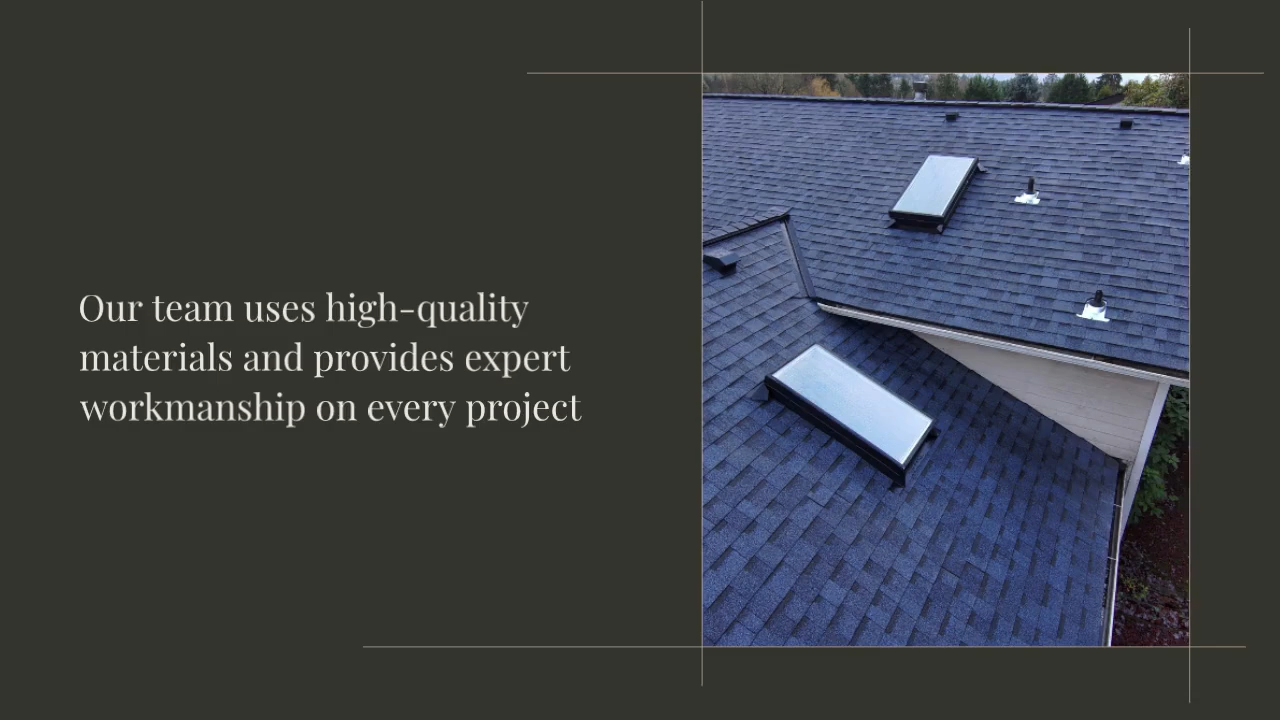 Our team uses high-quality
materials and provides expert
workmanship on every project